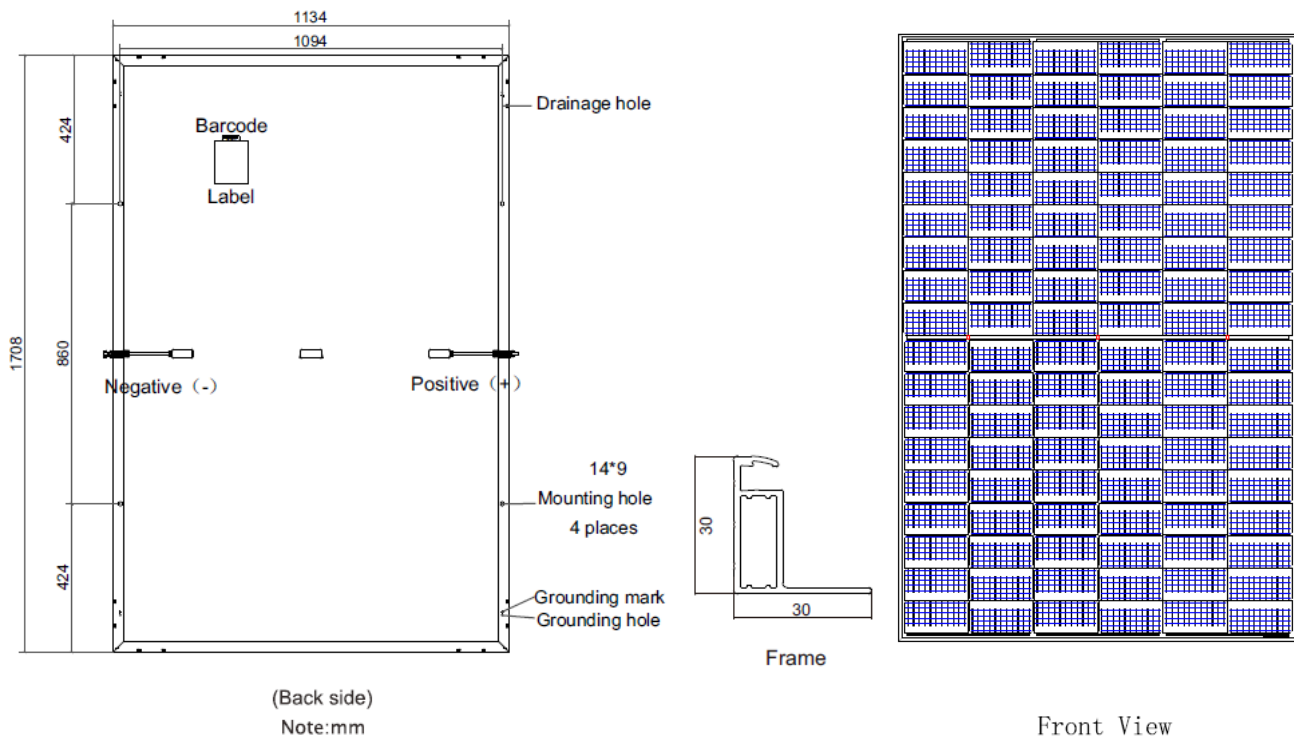 1134
1094
Drainage hole
424
Barcode
Label
1708
860
Negative（-）
Positive（+）
14*9
Mounting hole
4 places
424
Grounding mark
Grounding hole
30
30
Frame
(Back side)
Note:mm
Front View